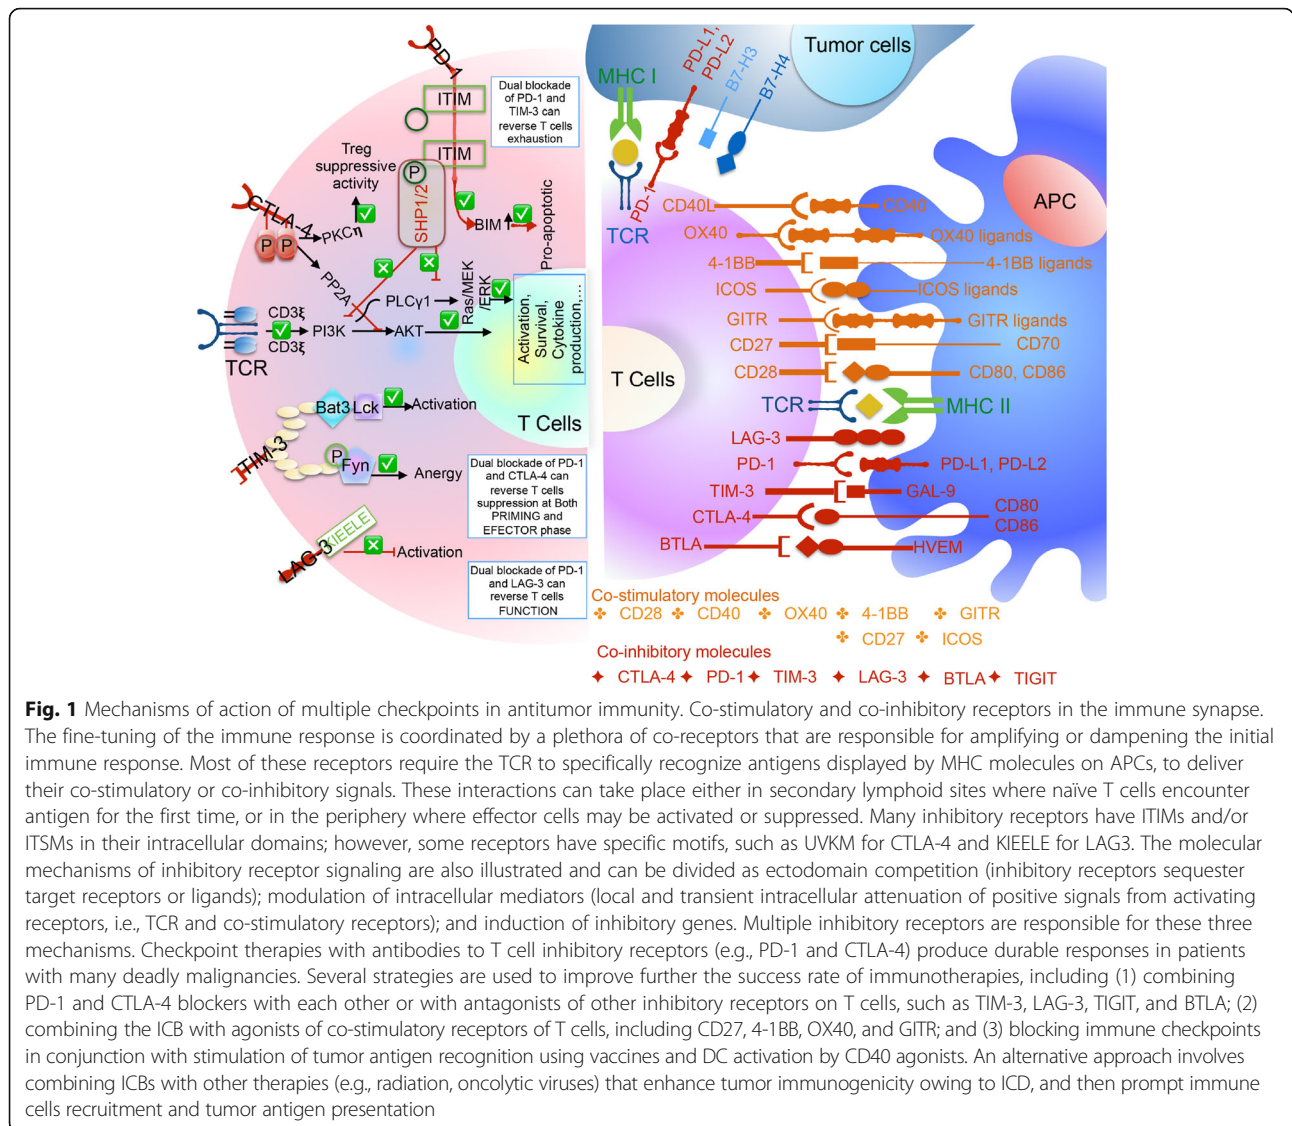 PD-1
ITIM
ITIM
P
SHP1/2
Dual blockade
of PD-1 and
TIM-3 can
reverse T cells
exhaustion
Treg
suppressive
activity
CTLA-4
P P
PKCη
PP2A
BIM
Pro-apoptotic
PLCγ1
Ras/MEK
/ERK
TCR
CD3ξ
CD3ξ
PI3K
AKT
Activation,
Survival,
Cytokine
production,...
T Cells
TIM-3
Bat3 Lck
Activation
P
Fyn
Anergy
Dual blockade of PD-1
and CTLA-4 can
reverse T cells
suppression at Both
PRIMING and
EFECTOR phase
LAG-3
KIEELE
Activation
Dual blockade of PD-1
and LAG-3 can
reverse T cells
FUNCTION
Tumor cells
MHC I
PD-L1,
PD-L2
B7-H3
B7-H4
TCR
PD-1
APC
T Cells
CD40L CD40
OX40 OX40 ligands
4-1BB 4-1BB ligands
ICOS ICOS ligands
GITR GITR ligands
CD27 CD70
CD28 CD80, CD86
TCR MHC II
LAG-3
PD-1 PD-L1, PD-L2
TIM-3 GAL-9
CTLA-4 CD80
CD86
BTLA HVEM
Co-stimulatory molecules
✤ CD28 ✤ CD40 ✤ OX40 ✤ 4-1BB ✤ GITR
✤ CD27 ✤ ICOS
Co-inhibitory molecules
✦ CTLA-4 ✦ PD-1 ✦ TIM-3 ✦ LAG-3 ✦ BTLA ✦ TIGIT
Fig. 1 Mechanisms of action of multiple checkpoints in antitumor immunity. Co-stimulatory and co-inhibitory receptors in the immune synapse.
The fine-tuning of the immune response is coordinated by a plethora of co-receptors that are responsible for amplifying or dampening the initial
immune response. Most of these receptors require the TCR to specifically recognize antigens displayed by MHC molecules on APCs, to deliver
their co-stimulatory or co-inhibitory signals. These interactions can take place either in secondary lymphoid sites where naïve T cells encounter
antigen for the first time, or in the periphery where effector cells may be activated or suppressed. Many inhibitory receptors have ITIMs and/or
ITSMs in their intracellular domains; however, some receptors have specific motifs, such as UVKM for CTLA-4 and KIEELE for LAG3. The molecular
mechanisms of inhibitory receptor signaling are also illustrated and can be divided as ectodomain competition (inhibitory receptors sequester
target receptors or ligands); modulation of intracellular mediators (local and transient intracellular attenuation of positive signals from activating
receptors, i.e., TCR and co-stimulatory receptors); and induction of inhibitory genes. Multiple inhibitory receptors are responsible for these three
mechanisms. Checkpoint therapies with antibodies to T cell inhibitory receptors (e.g., PD-1 and CTLA-4) produce durable responses in patients
with many deadly malignancies. Several strategies are used to improve further the success rate of immunotherapies, including (1) combining
PD-1 and CTLA-4 blockers with each other or with antagonists of other inhibitory receptors on T cells, such as TIM-3, LAG-3, TIGIT, and BTLA; (2)
combining the ICB with agonists of co-stimulatory receptors of T cells, including CD27, 4-1BB, OX40, and GITR; and (3) blocking immune checkpoints
in conjunction with stimulation of tumor antigen recognition using vaccines and DC activation by CD40 agonists. An alternative approach involves
combining ICBs with other therapies (e.g., radiation, oncolytic viruses) that enhance tumor immunogenicity owing to ICD, and then prompt immune
cells recruitment and tumor antigen presentation